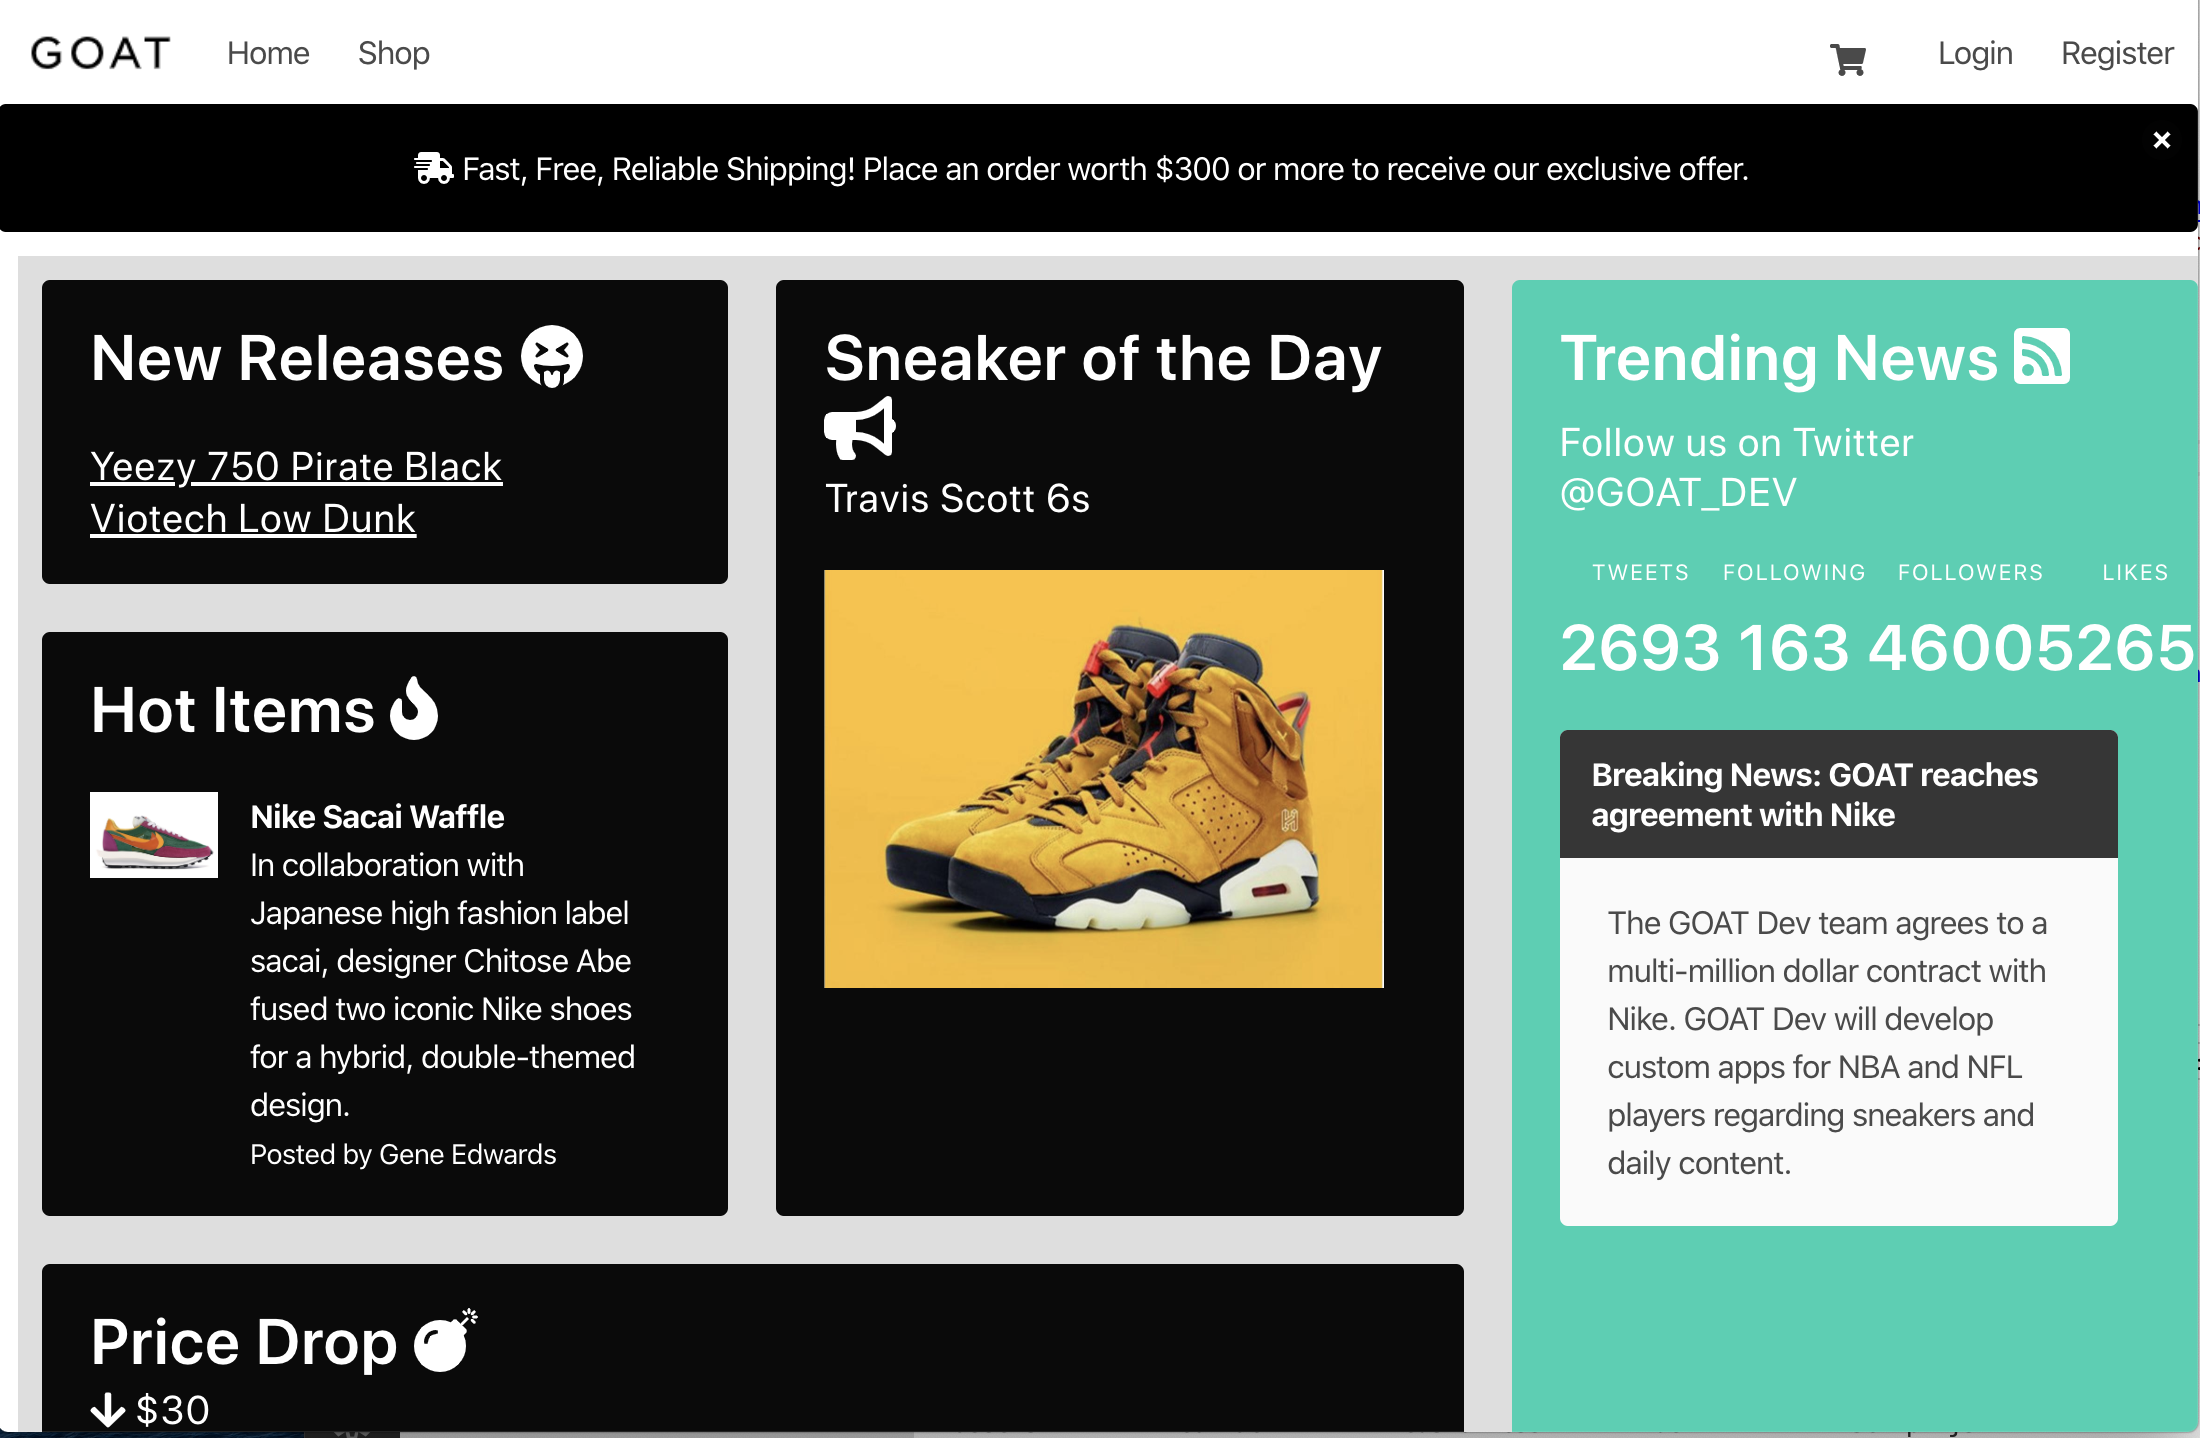 GOAT
Home
Shop
Login
Register
Fast, Free, Reliable Shipping! Place an order worth $300 or more to receive our exclusive offer.
New Releases
Yeezy 750 Pirate Black
Viotech Low Dunk
Hot Items
Nike Sacai Waffle
In collaboration with
Japanese high fashion label
sacai, designer Chitose Abe
fused two iconic Nike shoes
for a hybrid, double-themed
design.
Posted by Gene Edwards
Sneaker of the Day
Travis Scott 6s
Trending News
Follow us on Twitter
@GOAT_DEV
TWEETS FOLLOWING FOLLOWERS LIKES
2693 163 46005265
Breaking News: GOAT reaches
agreement with Nike
The GOAT Dev team agrees to a
multi-million dollar contract with
Nike. GOAT Dev will develop
custom apps for NBA and NFL
players regarding sneakers and
daily content.
Price Drop
$30